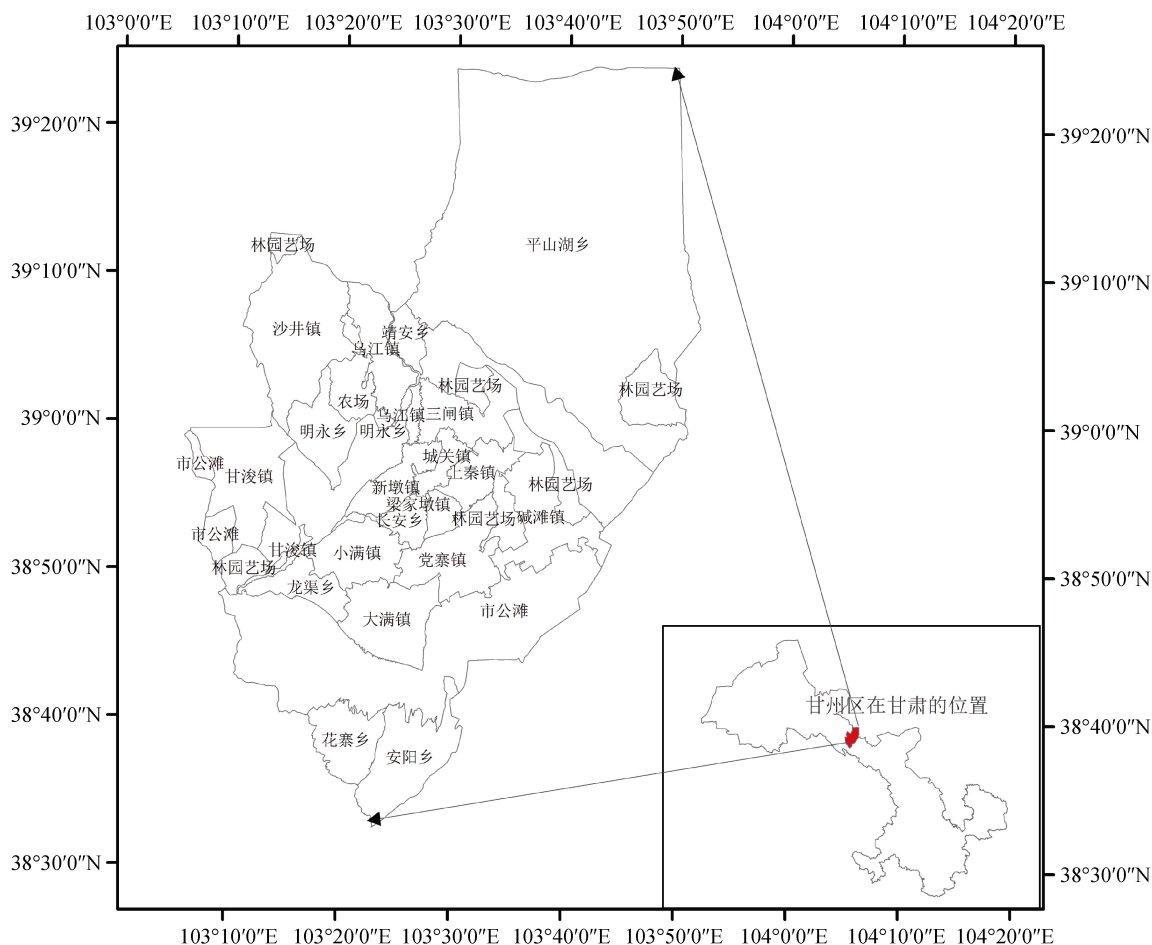 103°0′0″E 103°10′0″E 103°20′0″E 103°30′0″E 103°40′0″E 103°50′0″E 104°0′0″E 104°10′0″E 104°20′0″E
39°20′0″N
39°20′0″N
平山湖乡
林园艺场
39°10′0″N
39°10′0″N
沙井镇
靖安乡
乌江镇
林园艺场
林园艺场
农场
乌江镇
三闸镇
39°0′0″N
39°0′0″N
明永乡
明永乡
城关镇
市公滩
甘浚镇
上秦镇
新墩镇
林园艺场
梁家墩镇
长安乡
林园艺场
碱滩镇
市公滩
甘浚镇
小满镇
党寨镇
38°50′0″N
38°50′0″N
林园艺场
龙渠乡
大满镇
市公滩
甘州区在甘肃的位置
38°40′0″N
38°40′0″N
花寨乡
安阳乡
38°30′0″N
38°30′0″N
103°10′0″E 103°20′0″E 103°30′0″E 103°40′0″E 103°50′0″E 104°0′0″E 104°10′0″E 104°20′0″E